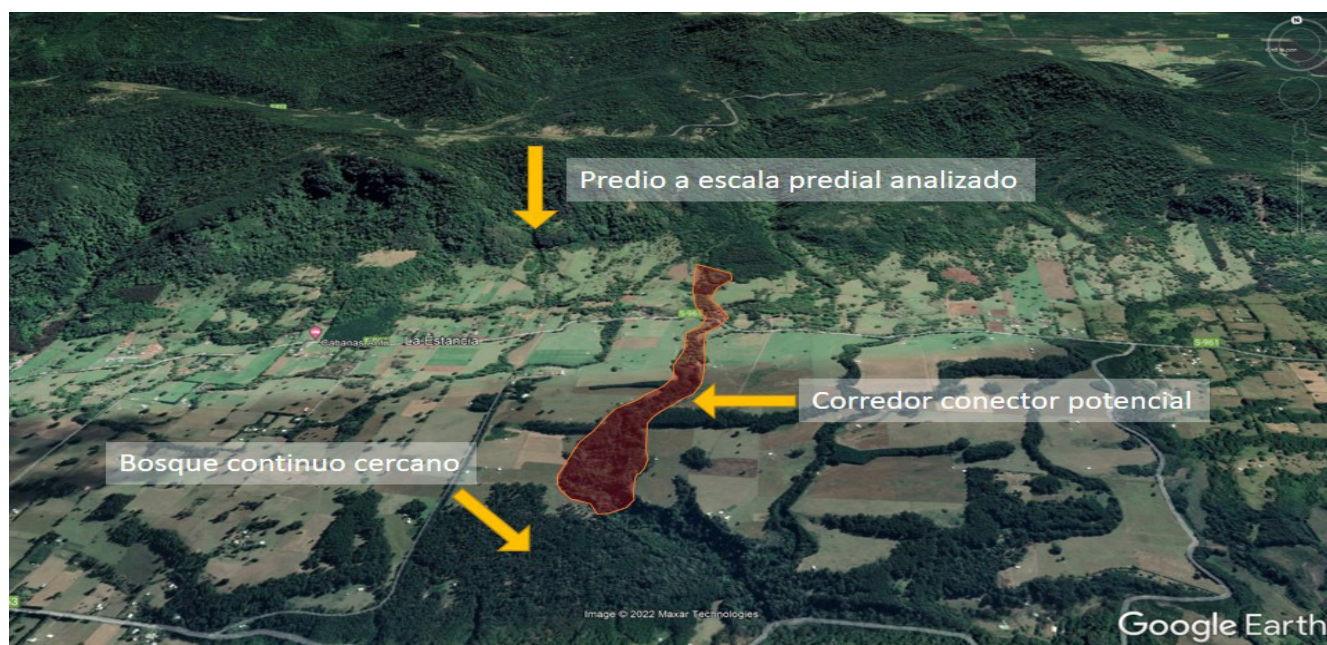 Predio a escala predial analizado
S-96
La Estancia
S-961
Corredor conector potencial
Bosque continuo cercano
Image © 2022 Maxar Technologies
Google Earth